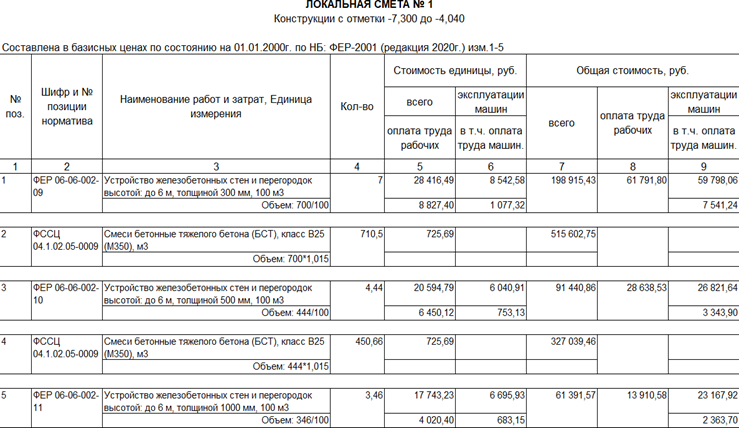 ЛОКАЛЬНАЯ СМЕТА № 1
Конструкции с отметки -7,300 до -4,040
Составлена в базисных ценах по состоянию на 01.01.2000г. по НБ: ФЕР-2001 (редакция 2020г.) изм.1-5
№ поз.
Шифр и № позиции норматива
Наименование работ и затрат, Единица измерения
Кол-во
Стоимость единицы, руб.
Общая стоимость, руб.
всего
эксплуатации машин
оплата труда рабочих
в т.ч. оплата труда машин.
всего
оплата труда рабочих
эксплуатации машин
в т.ч. оплата труда машин.
1 2 3 4 5 6 7 8 9
1 ФЕР 06-06-002-09 Устройство железобетонных стен и перегородок высотой: до 6 м, толщиной 300 мм, 100 м3 7 28 416,49 8 542,58 198 915,43 61 791,80 59 798,06
Объем: 700/100 8 827,40 1 077,32 7 541,24
2 ФССЦ 04.1.02.05-0009 Смеси бетонные тяжелого бетона (БСТ), класс В25 (М350), м3 710,5 725,69 515 602,75
Объем: 700*1,015
3 ФЕР 06-06-002-10 Устройство железобетонных стен и перегородок высотой: до 6 м, толщиной 500 мм, 100 м3 4,44 20 594,79 6 040,91 91 440,86 28 638,53 26 821,64
Объем: 444/100 6 450,12 753,13 3 343,90
4 ФССЦ 04.1.02.05-0009 Смеси бетонные тяжелого бетона (БСТ), класс В25 (М350), м3 450,66 725,69 327 039,46
Объем: 444*1,015
5 ФЕР 06-06-002-11 Устройство железобетонных стен и перегородок высотой: до 6 м, толщиной 1000 мм, 100 м3 3,46 17 743,23 6 695,93 61 391,57 13 910,58 23 167,92
Объем: 346/100 4 020,40 683,15 2 363,70